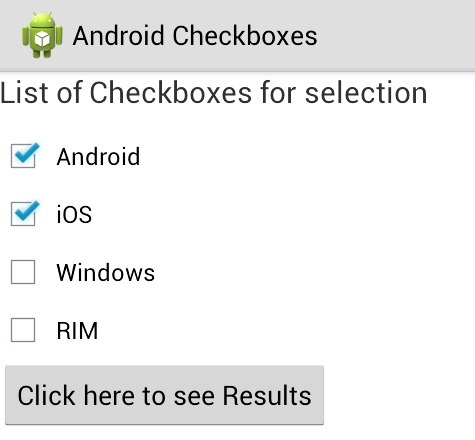 Android Checkboxes
List of Checkboxes for selection
Android
iOS
Windows
RIM
Click here to see Results